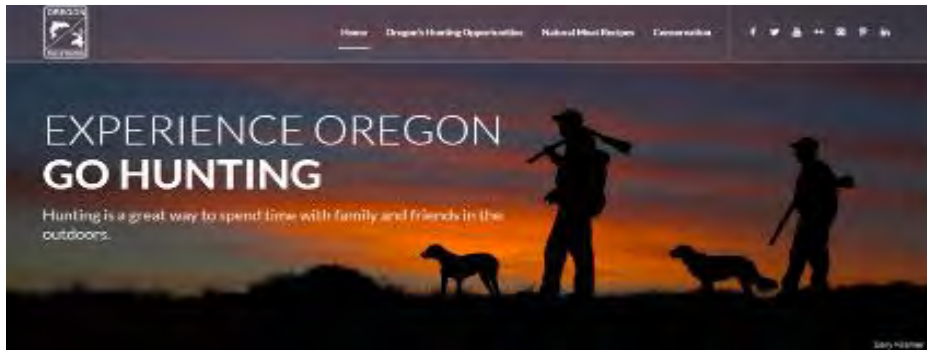 OREGON
Home Oregon's Hunting Opportunities Natural Meat Recipes Conservation
EXPERIENCE OREGON
GO HUNTING
Hunting is a great way to spend time with family and friends in the
outdoors.